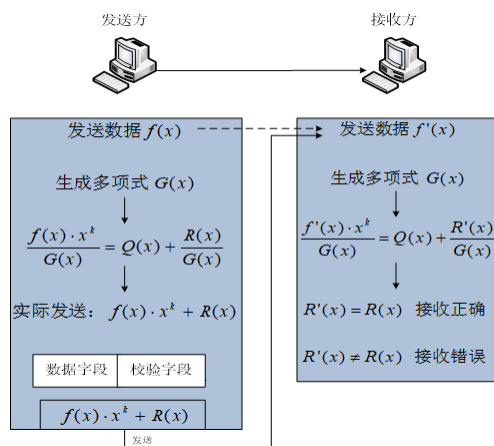 发送方
接收方
发送数据 f(x)
生成多项式 G(x)
f(x)·x^k / G(x) = Q(x) + R(x) / G(x)
实际发送: f(x)·x^k + R(x)
数据字段 校验字段
f(x)·x^k + R(x)
发送
发送数据 f'(x)
生成多项式 G(x)
f'(x)·x^k / G(x) = Q(x) + R'(x) / G(x)
R'(x) = R(x) 接收正确
R'(x) ≠ R(x) 接收错误